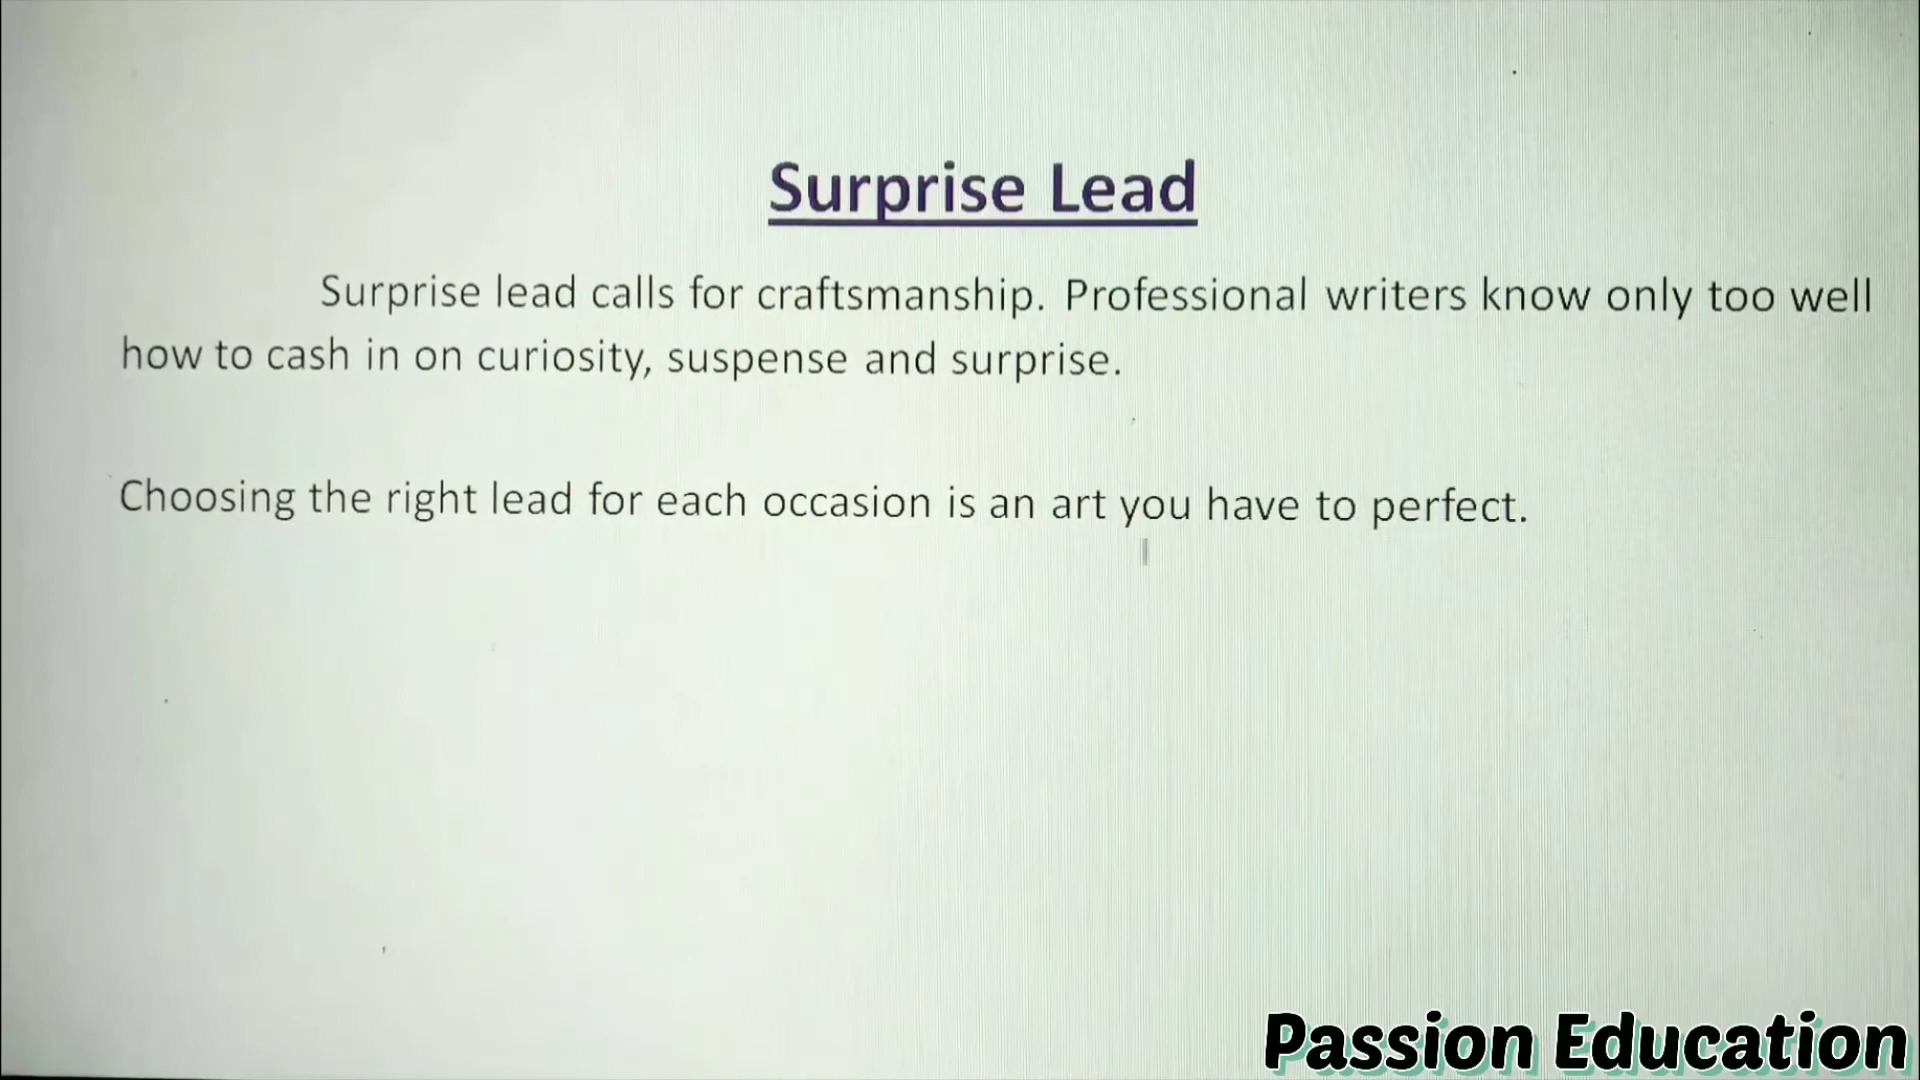 Surprise Lead
Surprise lead calls for craftsmanship. Professional writers know only too well
how to cash in on curiosity, suspense and surprise.
Choosing the right lead for each occasion is an art you have to perfect.
Passion Education